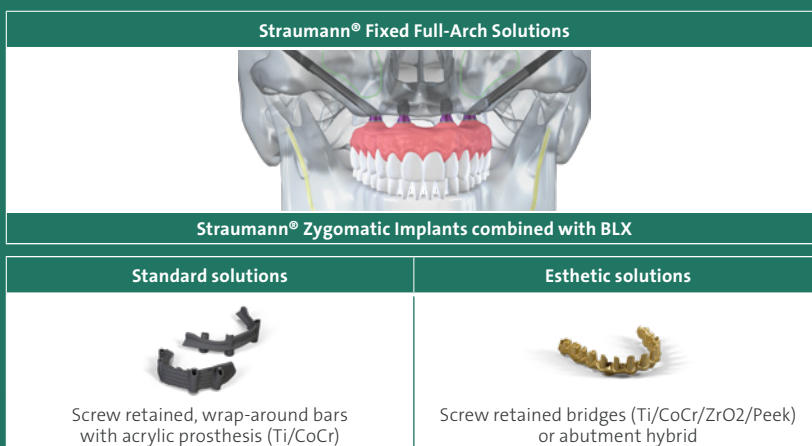 Straumann® Fixed Full-Arch Solutions
Straumann® Zygomatic Implants combined with BLX
Standard solutions
Esthetic solutions
Screw retained, wrap-around bars
with acrylic prosthesis (Ti/CoCr)
Screw retained bridges (Ti/CoCr/ZrO2/Peek)
or abutment hybrid